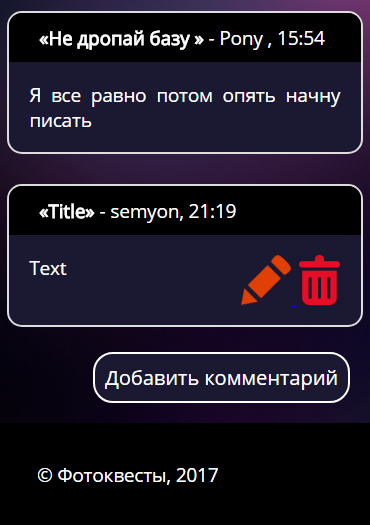 «Не дропай базу » - Pony , 15:54
Я все равно потом опять начну
писать
«Title» - semyon, 21:19
Text
Добавить комментарий
© Фотоквесты, 2017